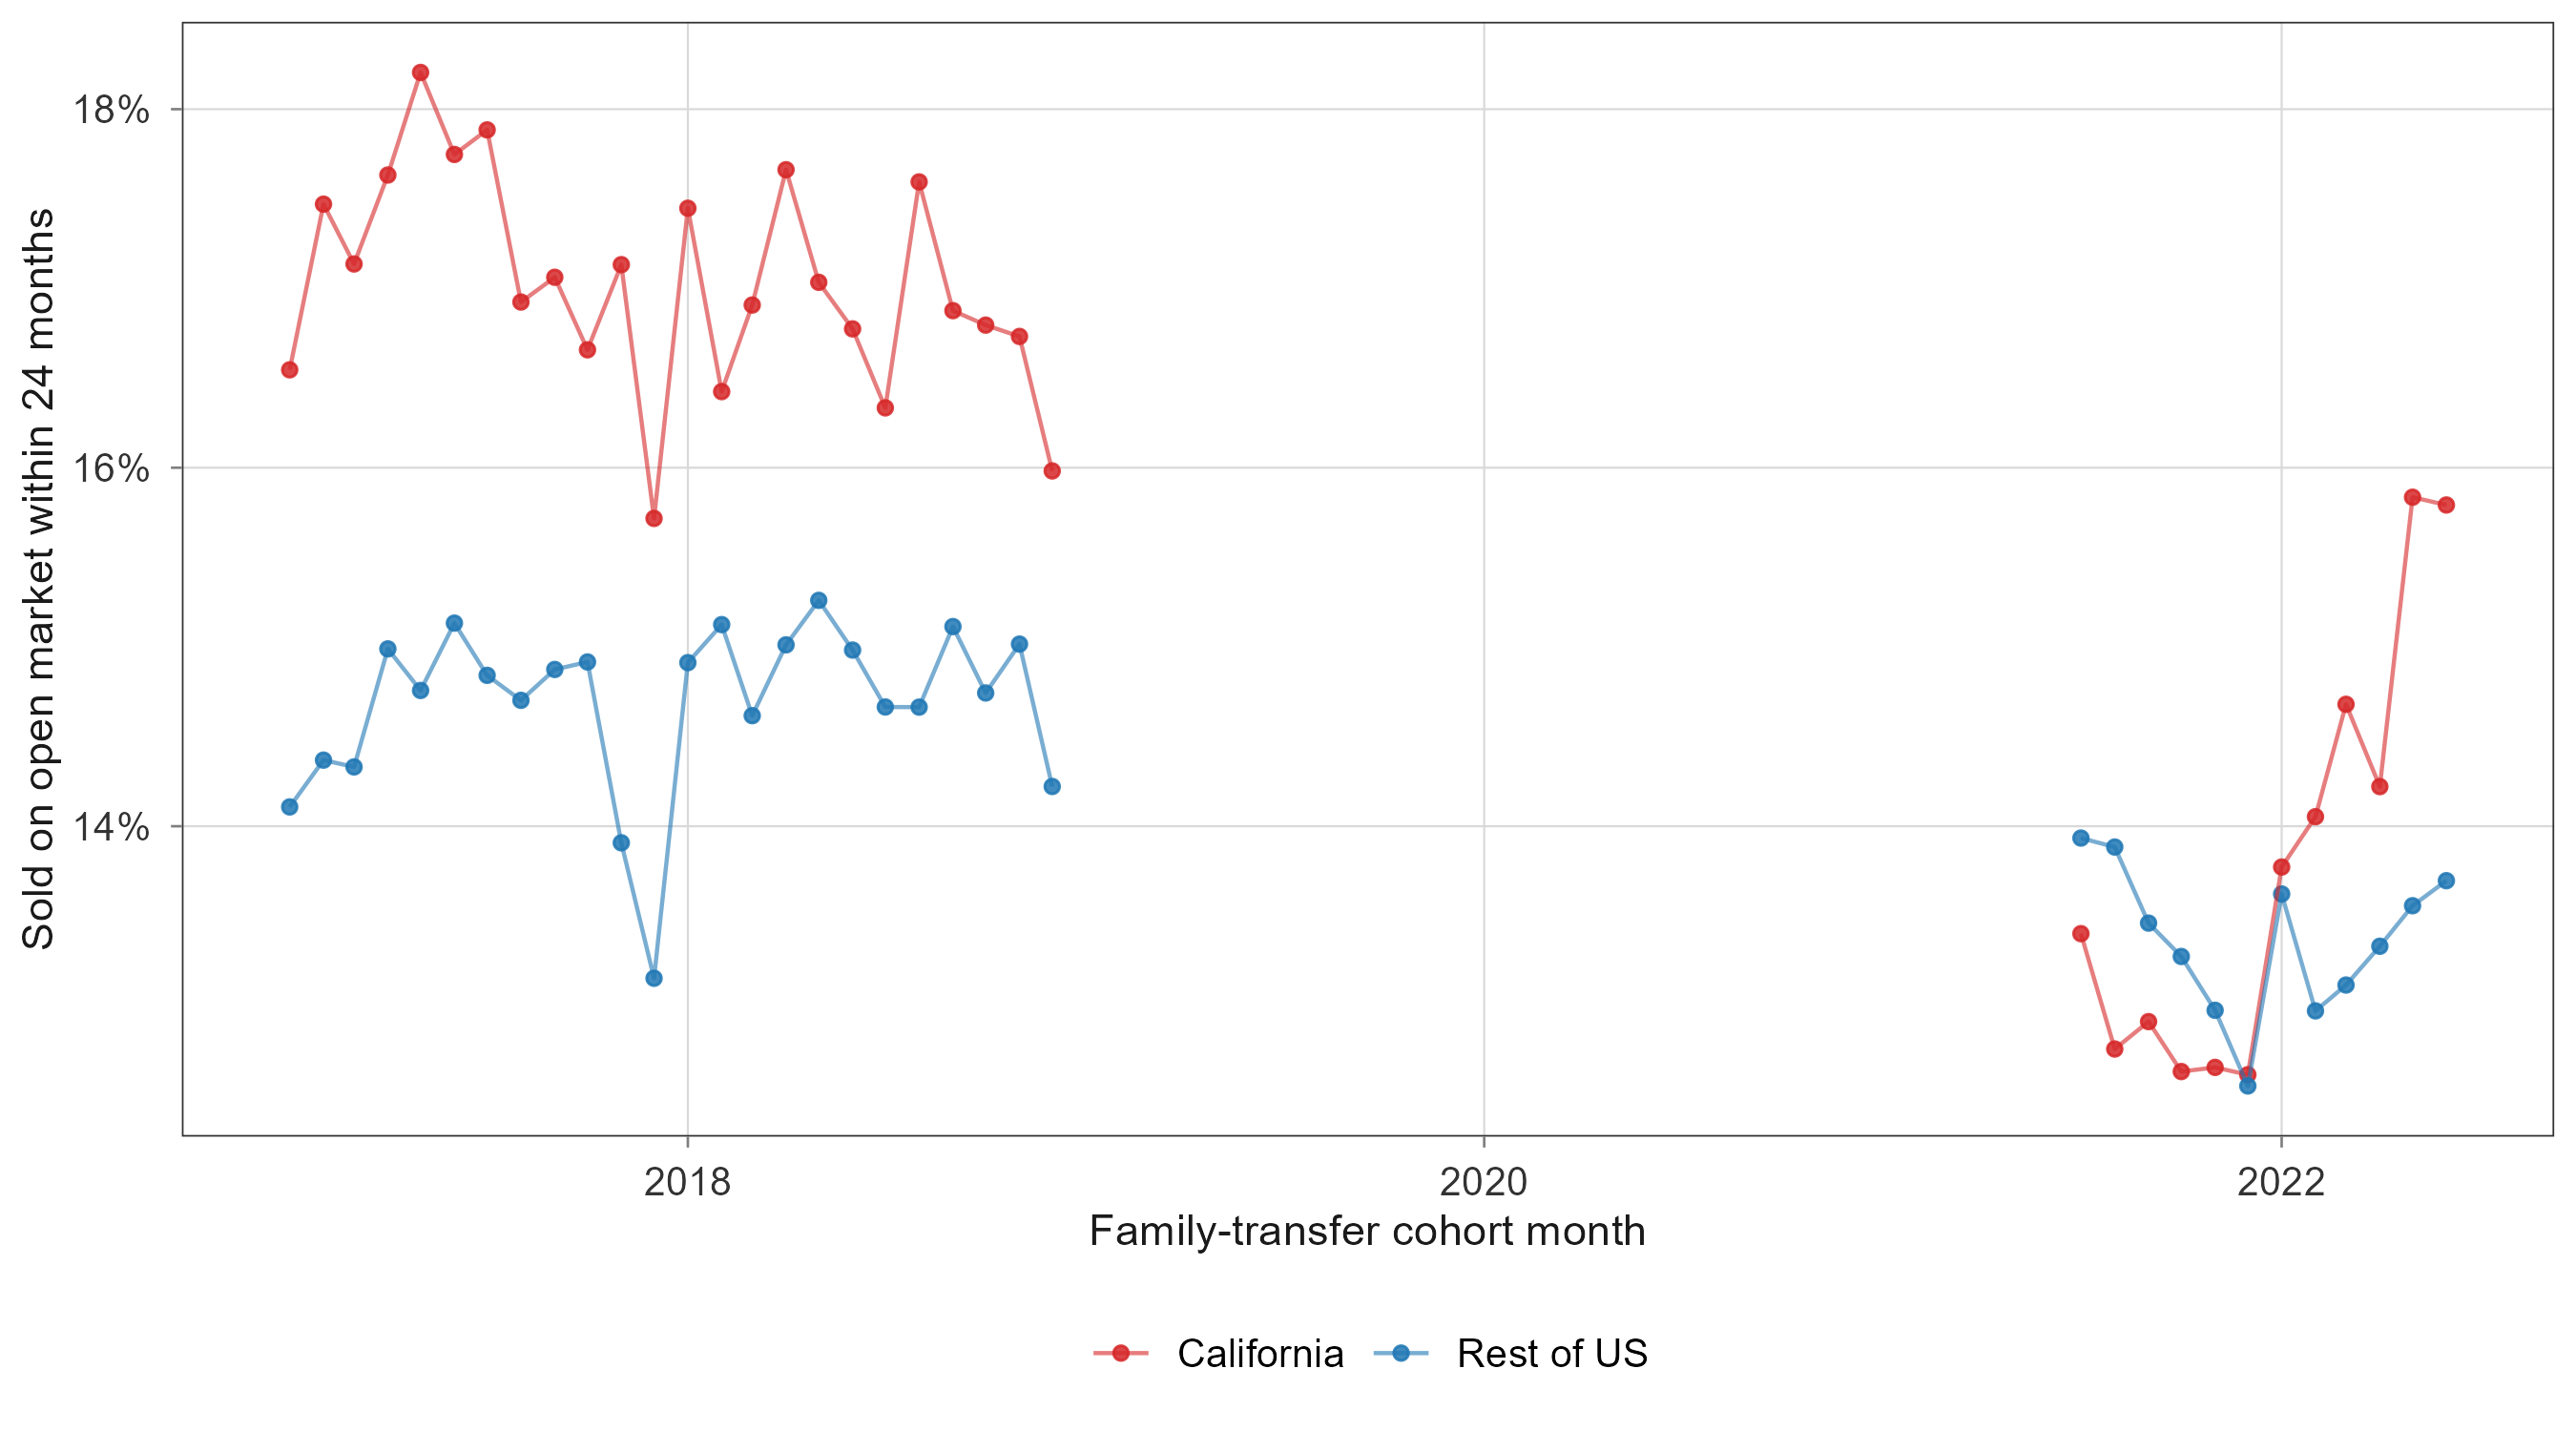 18%
16%
14%
Sold on open market within 24 months
2018 2020 2022
Family-transfer cohort month
California Rest of US